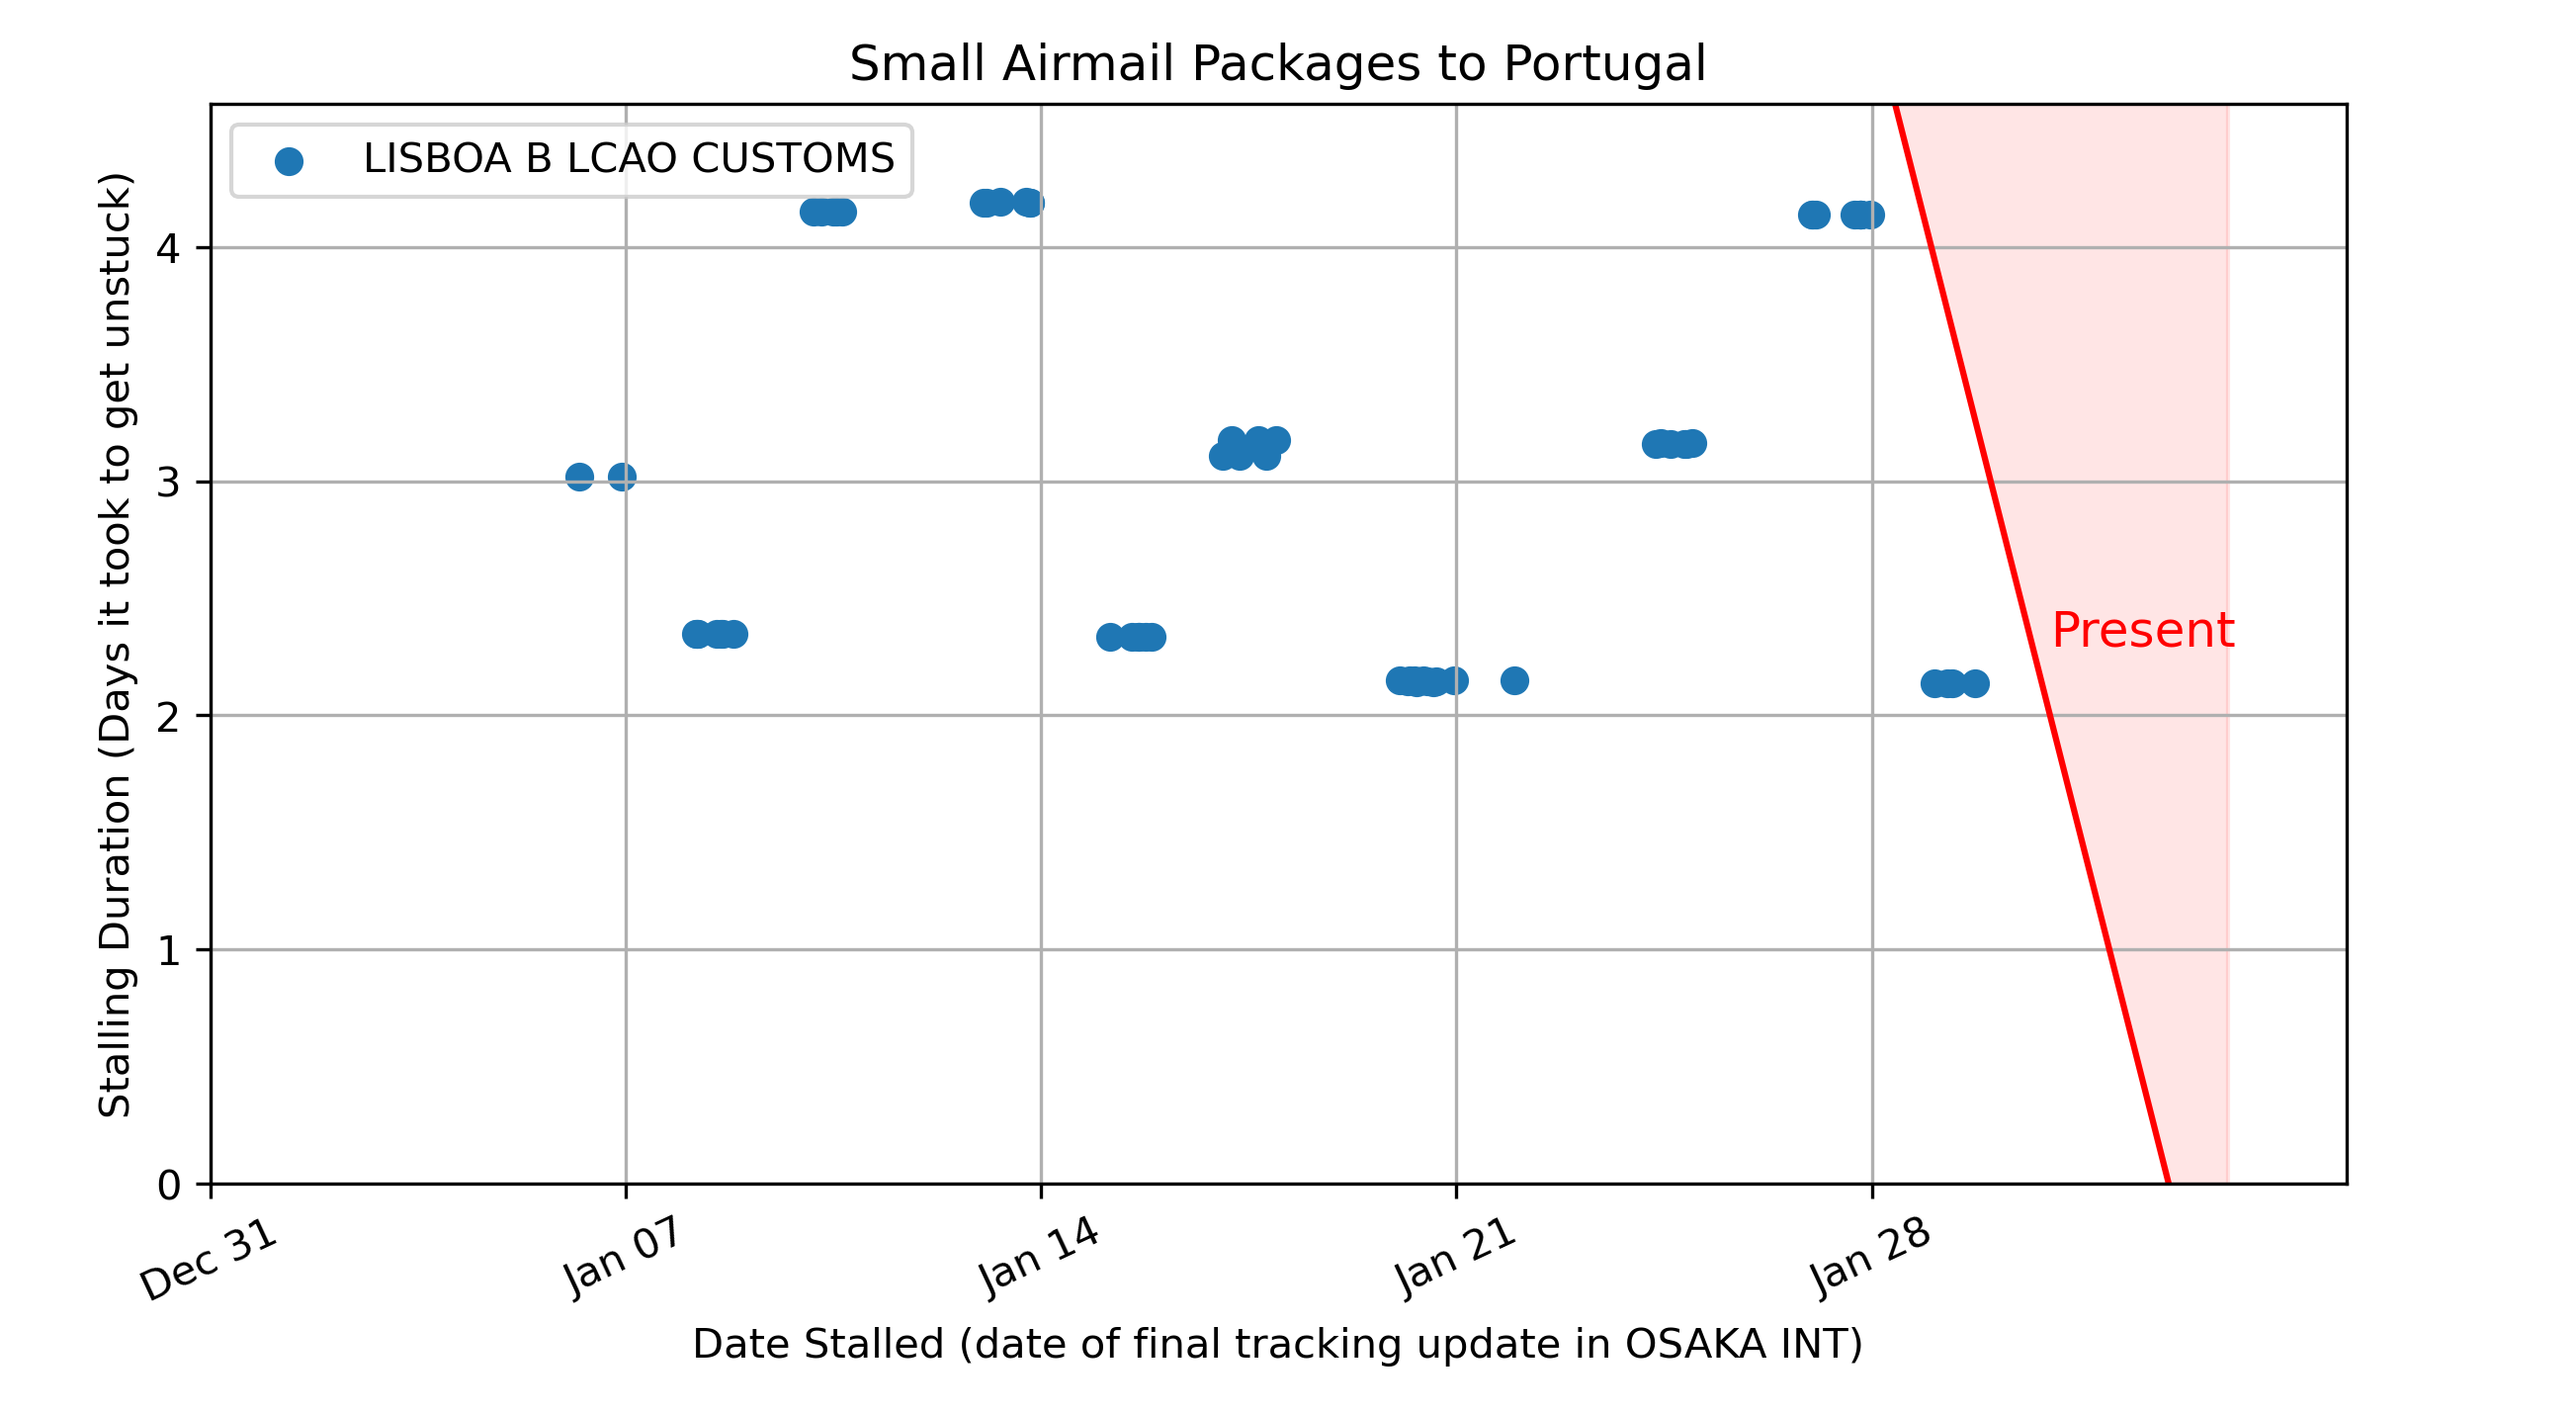 Small Airmail Packages to Portugal
LISBOA B LCAO CUSTOMS
Stalling Duration (Days it took to get unstuck)
4
3
2
1
0
Present
Dec 31
Jan 07
Jan 14
Jan 21
Jan 28
Date Stalled (date of final tracking update in OSAKA INT)